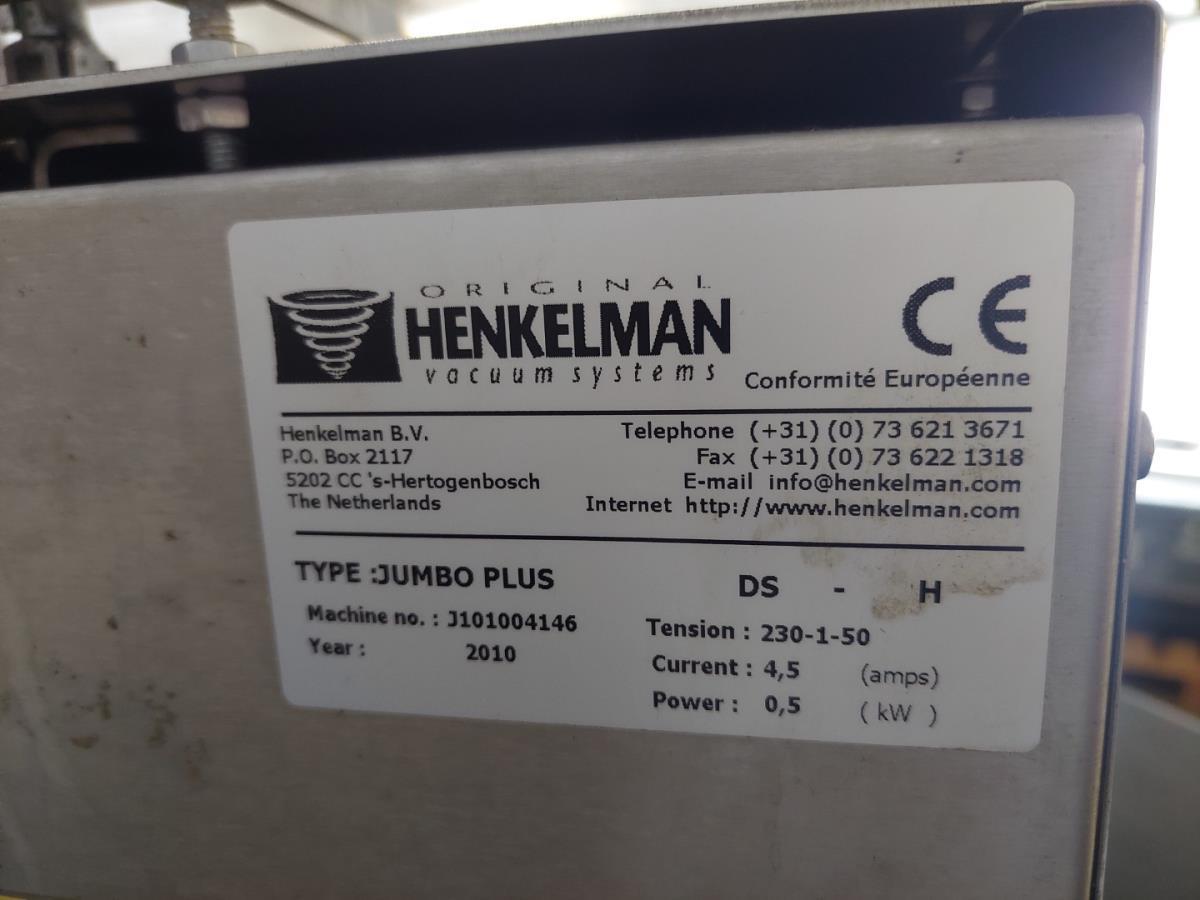 ORIGINAL
HENKELMAN
vacuum systems
CE
Conformité Européenne
Henkelman B.V.
P.O. Box 2117
5202 CC 's-Hertogenbosch
The Netherlands
Telephone (+31) (0) 73 621 3671
Fax (+31) (0) 73 622 1318
E-mail info@henkelman.com
Internet http://www.henkelman.com
TYPE :JUMBO PLUS DS - H
Machine no. : J101004146
Year : 2010
Tension : 230-1-50
Current : 4,5 (amps)
Power : 0,5 ( kW )